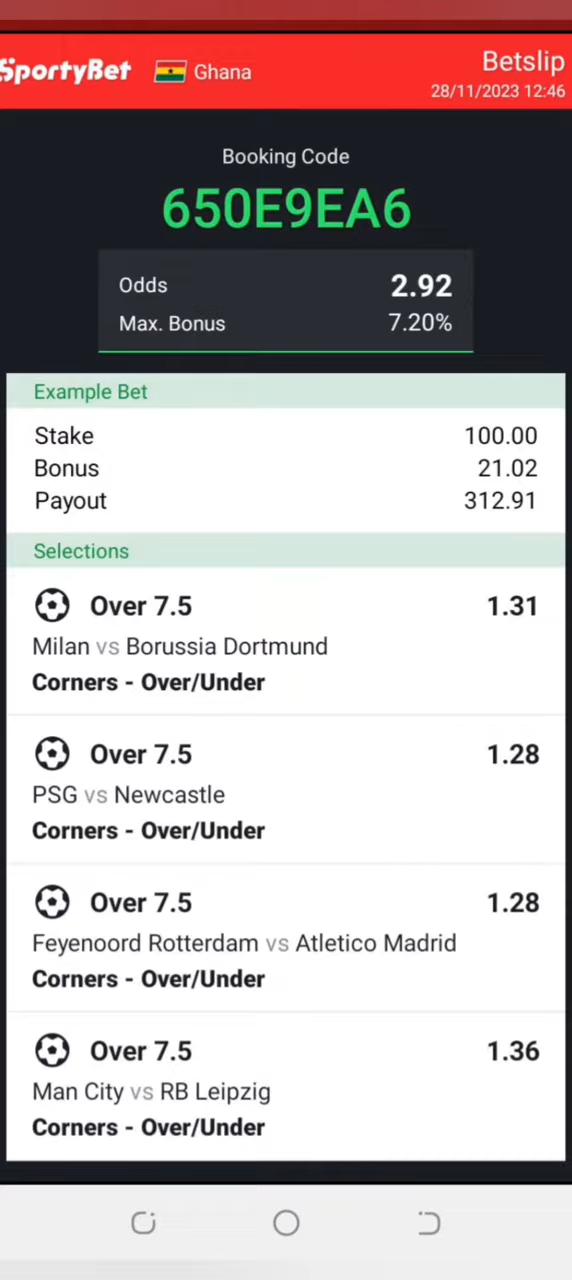 SportyBet Ghana Betslip
28/11/2023 12:46
Booking Code
650E9EA6
Odds 2.92
Max. Bonus 7.20%
Example Bet
Stake 100.00
Bonus 21.02
Payout 312.91
Selections
Over 7.5 1.31
Milan vs Borussia Dortmund
Corners - Over/Under
Over 7.5 1.28
PSG vs Newcastle
Corners - Over/Under
Over 7.5 1.28
Feyenoord Rotterdam vs Atletico Madrid
Corners - Over/Under
Over 7.5 1.36
Man City vs RB Leipzig
Corners - Over/Under